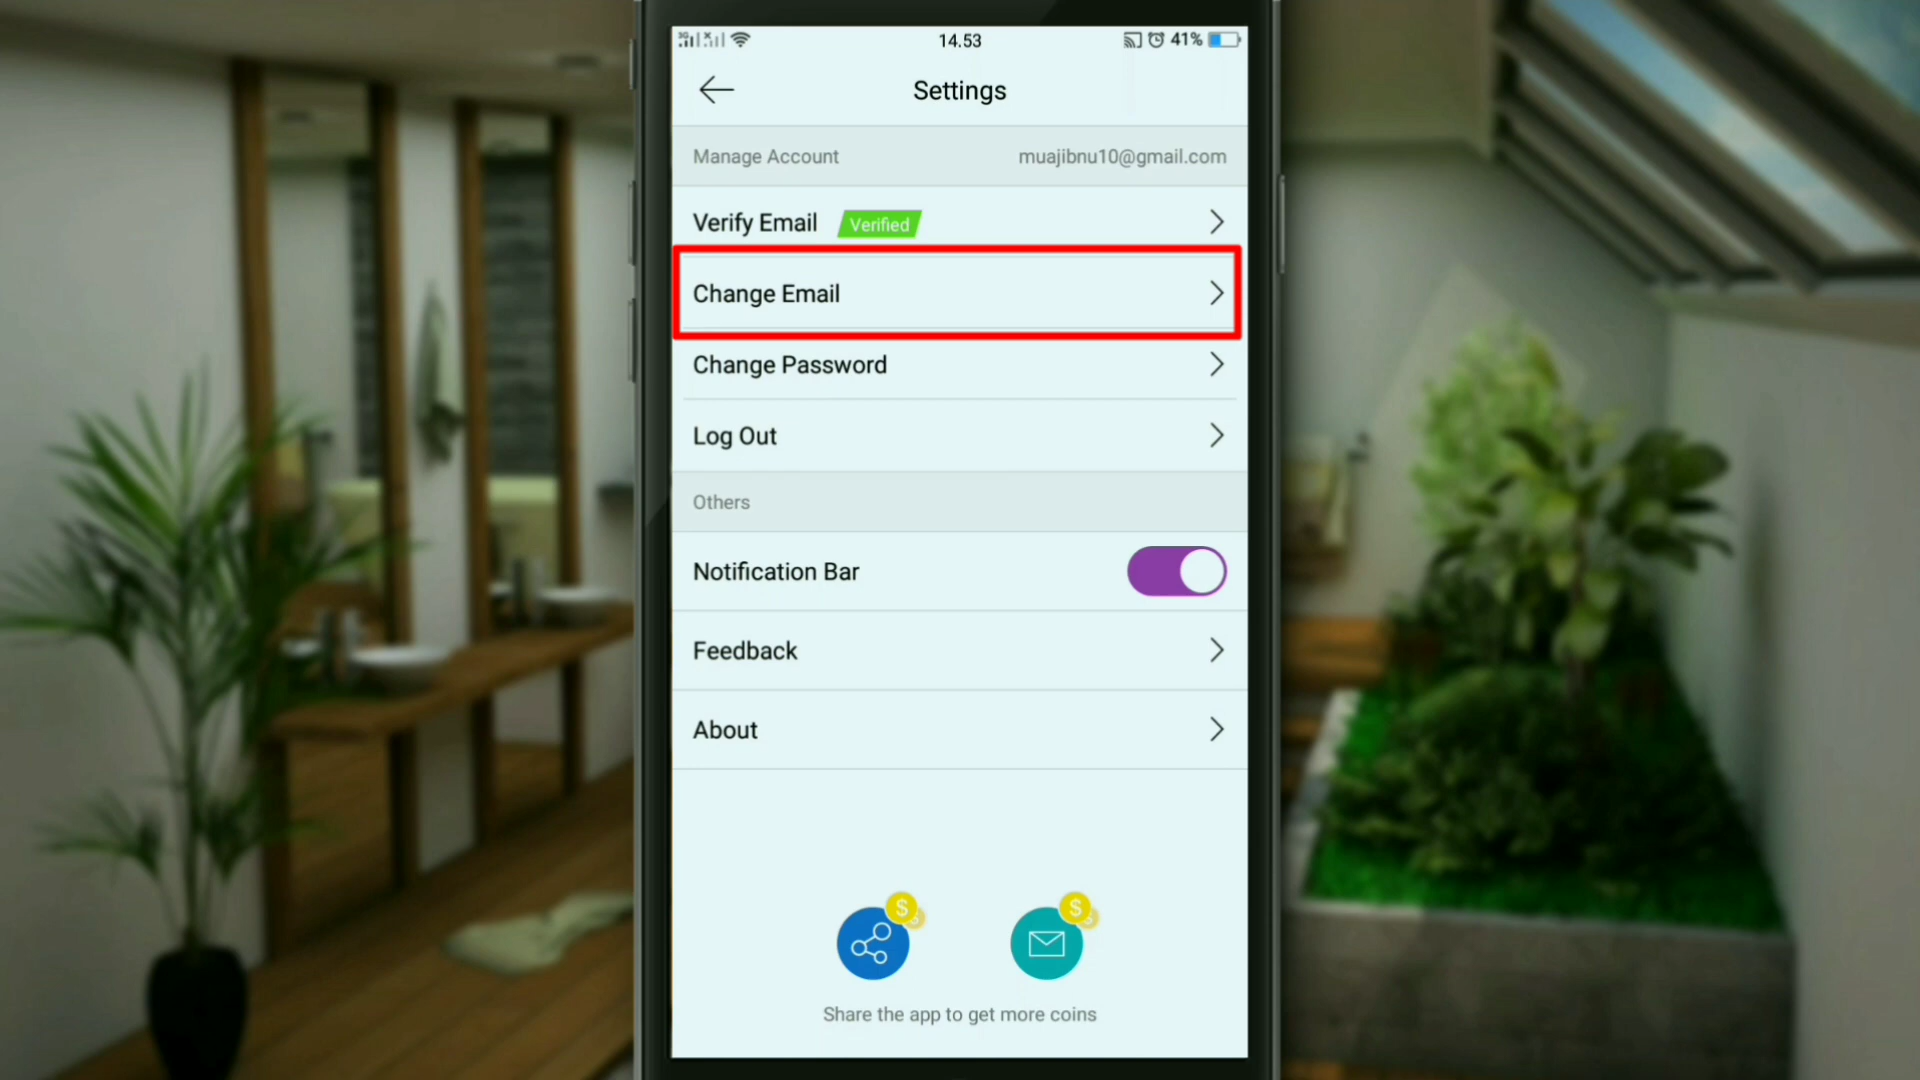 3G 14.53 41%
Settings
Manage Account muajibnu10@gmail.com
Verify Email Verified
Change Email
Change Password
Log Out
Others
Notification Bar
Feedback
About
$ $
$ $
Share the app to get more coins